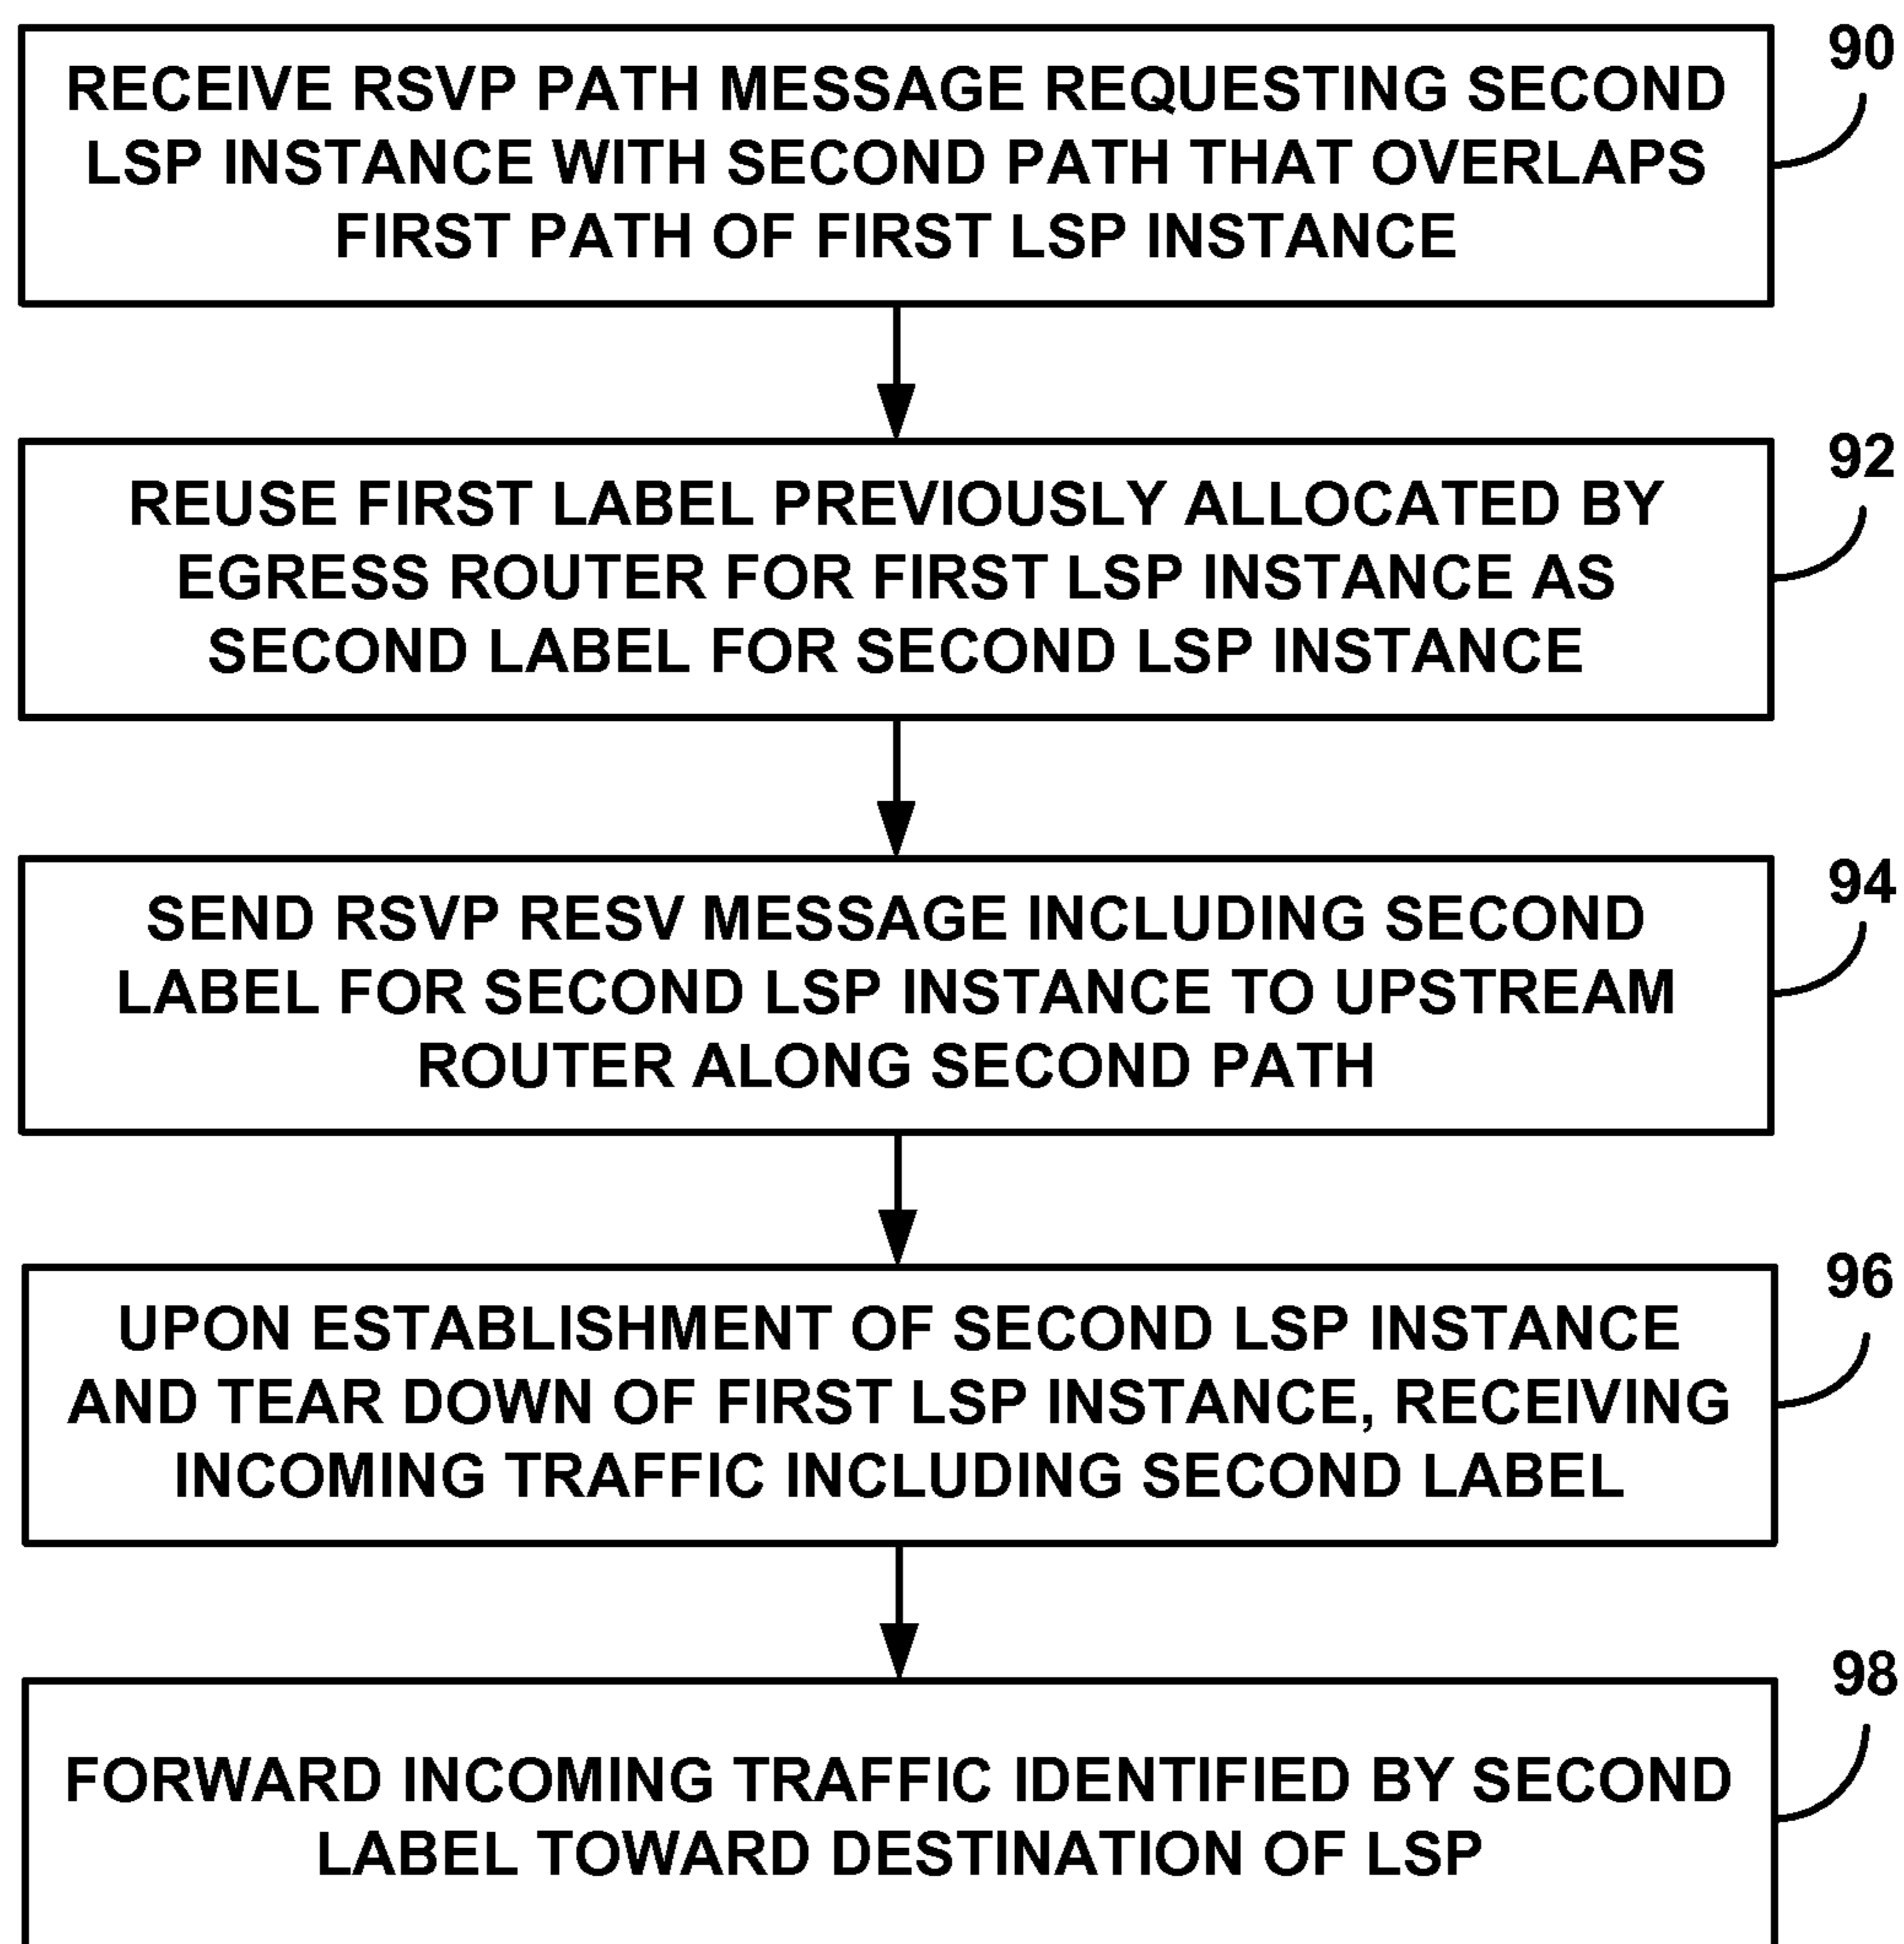 90
RECEIVE RSVP PATH MESSAGE REQUESTING SECOND
LSP INSTANCE WITH SECOND PATH THAT OVERLAPS
FIRST PATH OF FIRST LSP INSTANCE
92
REUSE FIRST LABEL PREVIOUSLY ALLOCATED BY
EGRESS ROUTER FOR FIRST LSP INSTANCE AS
SECOND LABEL FOR SECOND LSP INSTANCE
94
SEND RSVP RESV MESSAGE INCLUDING SECOND
LABEL FOR SECOND LSP INSTANCE TO UPSTREAM
ROUTER ALONG SECOND PATH
96
UPON ESTABLISHMENT OF SECOND LSP INSTANCE
AND TEAR DOWN OF FIRST LSP INSTANCE, RECEIVING
INCOMING TRAFFIC INCLUDING SECOND LABEL
98
FORWARD INCOMING TRAFFIC IDENTIFIED BY SECOND
LABEL TOWARD DESTINATION OF LSP